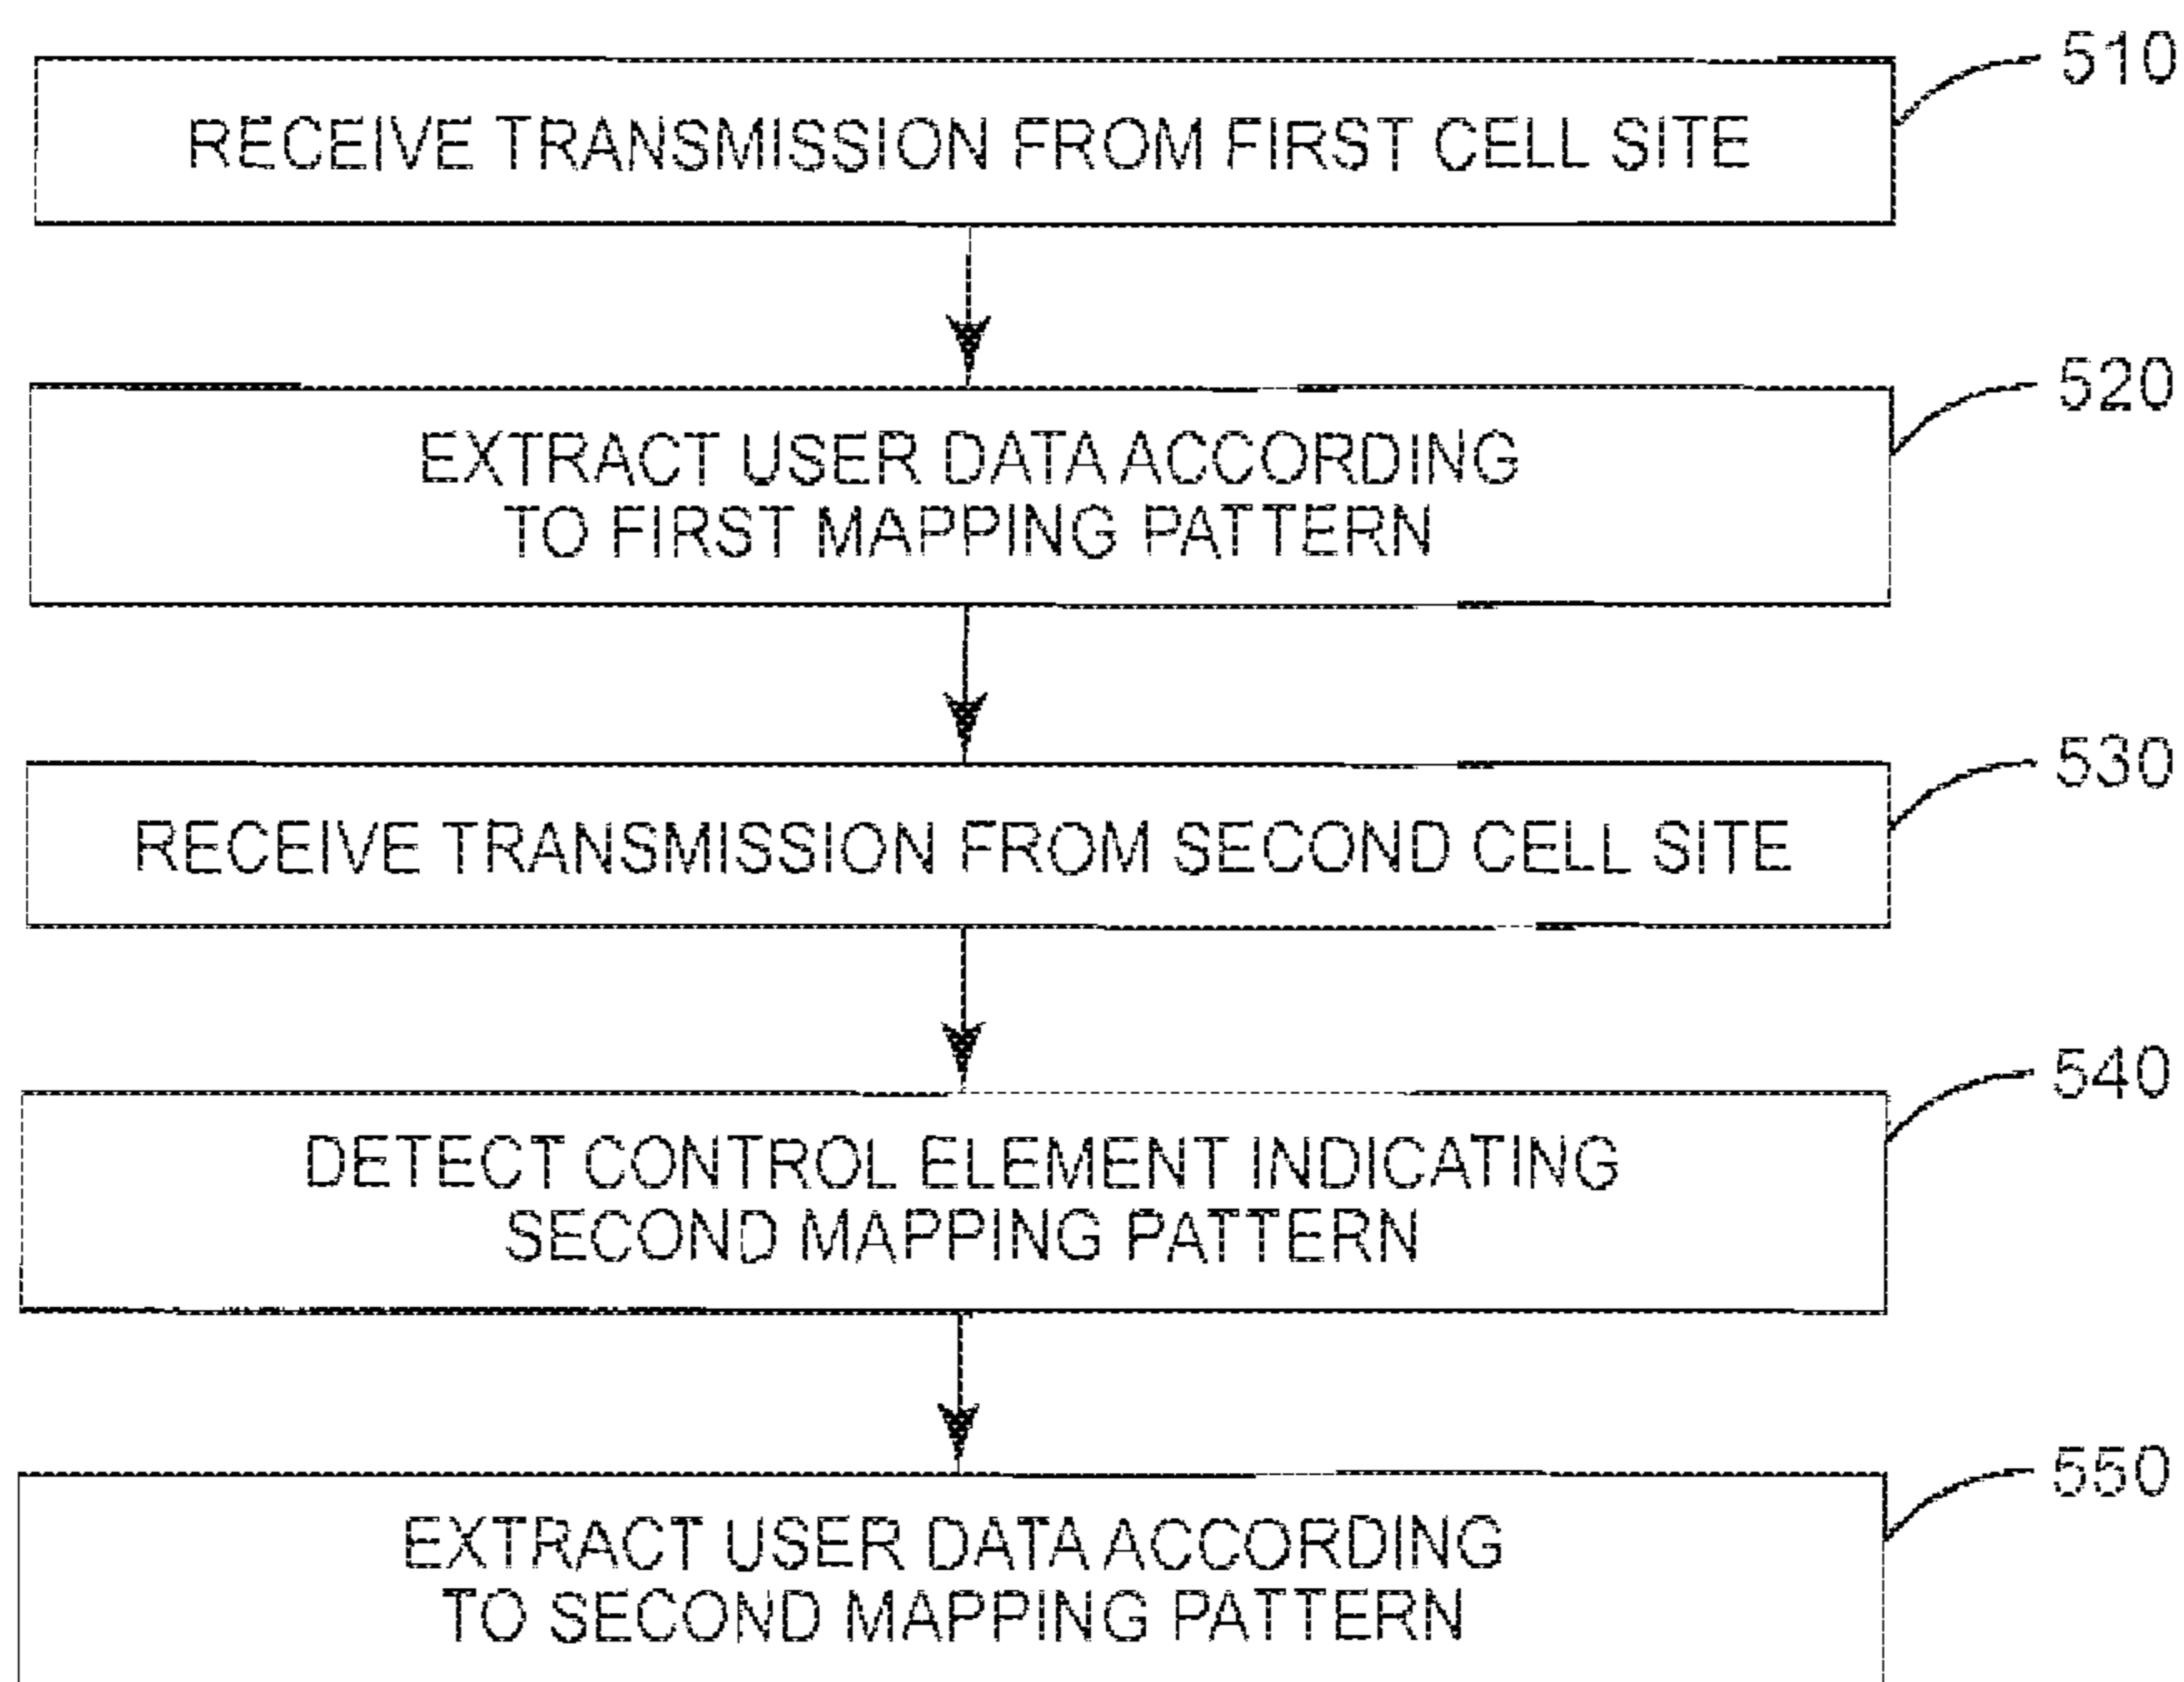 510
RECEIVE TRANSMISSION FROM FIRST CELL SITE
520
EXTRACT USER DATA ACCORDING
TO FIRST MAPPING PATTERN
530
RECEIVE TRANSMISSION FROM SECOND CELL SITE
540
DETECT CONTROL ELEMENT INDICATING
SECOND MAPPING PATTERN
550
EXTRACT USER DATA ACCORDING
TO SECOND MAPPING PATTERN